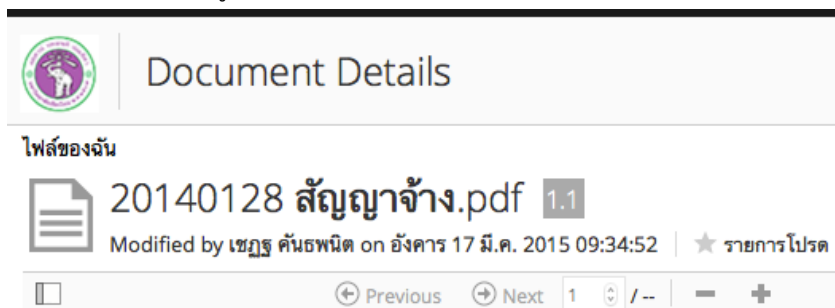 Document Details
ไฟล์ของฉัน
20140128 สัญญาจ้าง.pdf 1.1
Modified by เชฏฐ คันธพนิต on อังคาร 17 มี.ค. 2015 09:34:52 รายการโปรด
Previous Next 1 / --